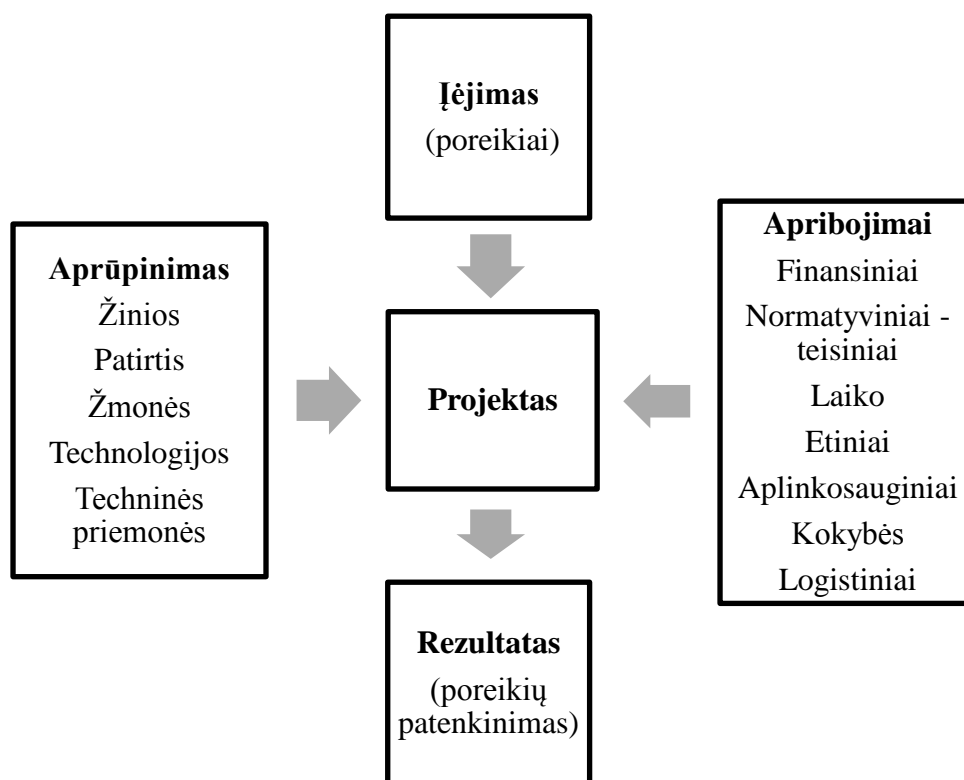 Įėjimas
(poreikiai)
Aprūpinimas
Žinios
Patirtis
Žmonės
Technologijos
Techninės
priemonės
Projektas
Apribojimai
Finansiniai
Normatyviniai -
teisiniai
Laiko
Etiniai
Aplinkosauginiai
Kokybės
Logistiniai
Rezultatas
(poreikių
patenkinimas)